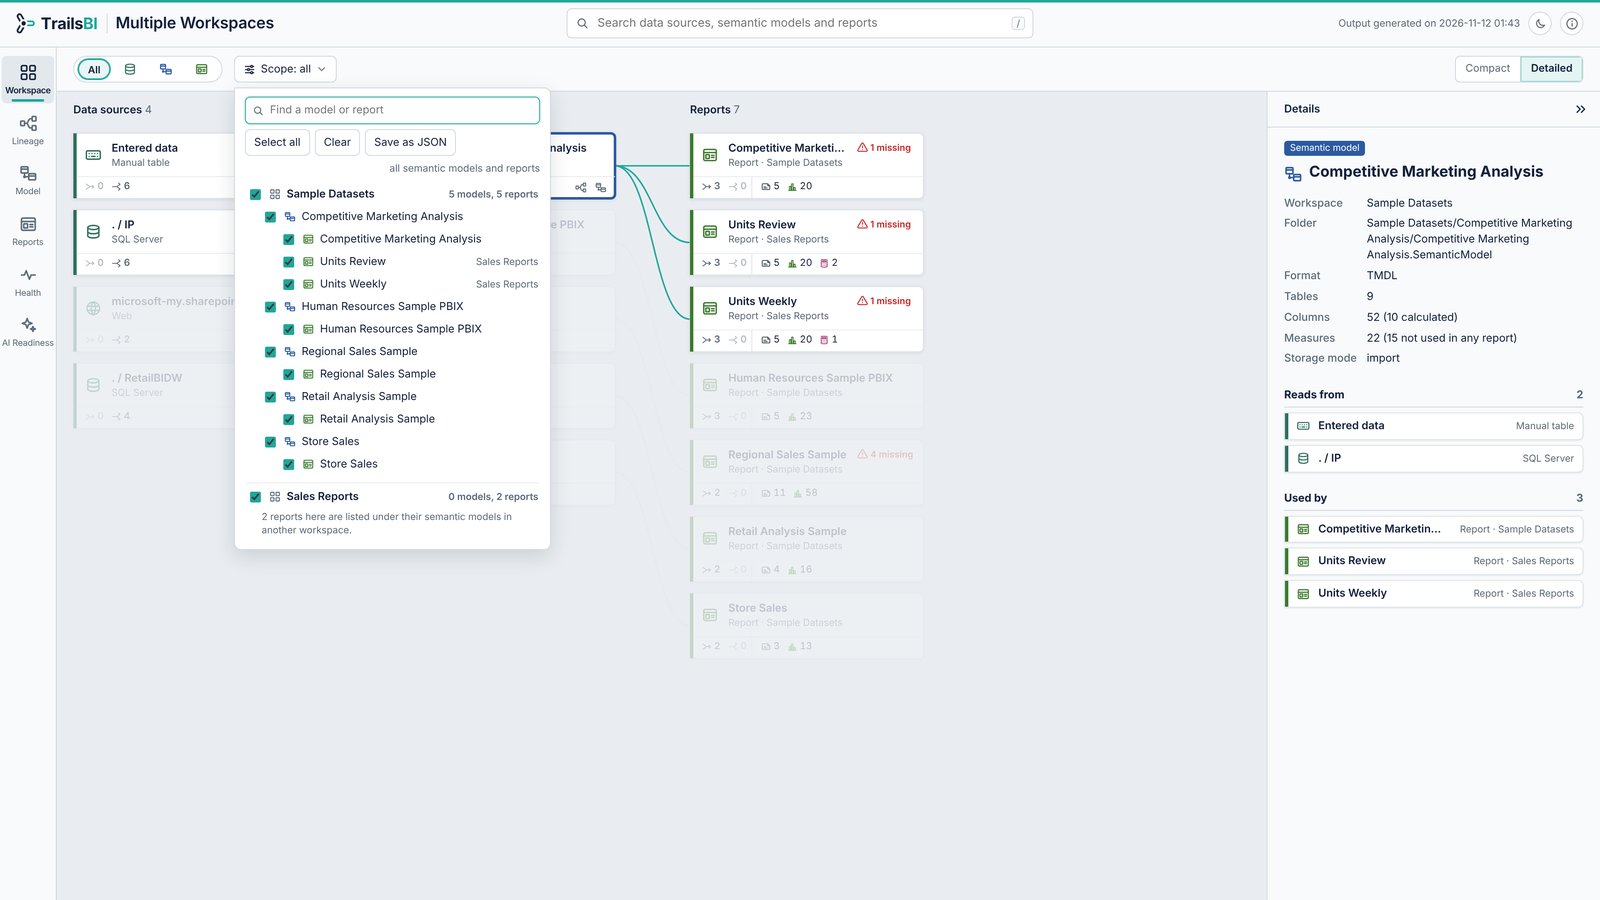 TrailsBI
Multiple Workspaces
Search data sources, semantic models and reports
/
Output generated on 2026-11-12 01:43
Workspace
Lineage
Model
Reports
Health
AI Readiness
All
Scope: all
Compact
Detailed
Data sources 4
Entered data
Manual table
0 6
. / IP
SQL Server
0 6
microsoft-my.sharepoin
Web
0 2
. / RetailBIDW
SQL Server
0 4
Find a model or report
Select all
Clear
Save as JSON
all semantic models and reports
Sample Datasets
5 models, 5 reports
Competitive Marketing Analysis
Competitive Marketing Analysis
Units Review
Sales Reports
Units Weekly
Sales Reports
Human Resources Sample PBIX
Human Resources Sample PBIX
Regional Sales Sample
Regional Sales Sample
Retail Analysis Sample
Retail Analysis Sample
Store Sales
Store Sales
Sales Reports
0 models, 2 reports
2 reports here are listed under their semantic models in
another workspace.
nalysis
e PBIX
Reports 7
Competitive Marketi...
1 missing
Report · Sample Datasets
3 0 5 20
Units Review
1 missing
Report · Sales Reports
3 0 5 20 2
Units Weekly
1 missing
Report · Sales Reports
3 0 5 20 1
Human Resources Sample PBIX
Report · Sample Datasets
3 0 5 23
Regional Sales Sample
4 missing
Report · Sample Datasets
2 0 11 58
Retail Analysis Sample
Report · Sample Datasets
2 0 4 16
Store Sales
Report · Sample Datasets
2 0 3 13
Details
Semantic model
Competitive Marketing Analysis
Workspace Sample Datasets
Folder Sample Datasets/Competitive Marketing
Analysis/Competitive Marketing
Analysis.SemanticModel
Format TMDL
Tables 9
Columns 52 (10 calculated)
Measures 22 (15 not used in any report)
Storage mode import
Reads from 2
Entered data Manual table
. / IP SQL Server
Used by 3
Competitive Marketin... Report · Sample Datasets
Units Review Report · Sales Reports
Units Weekly Report · Sales Reports